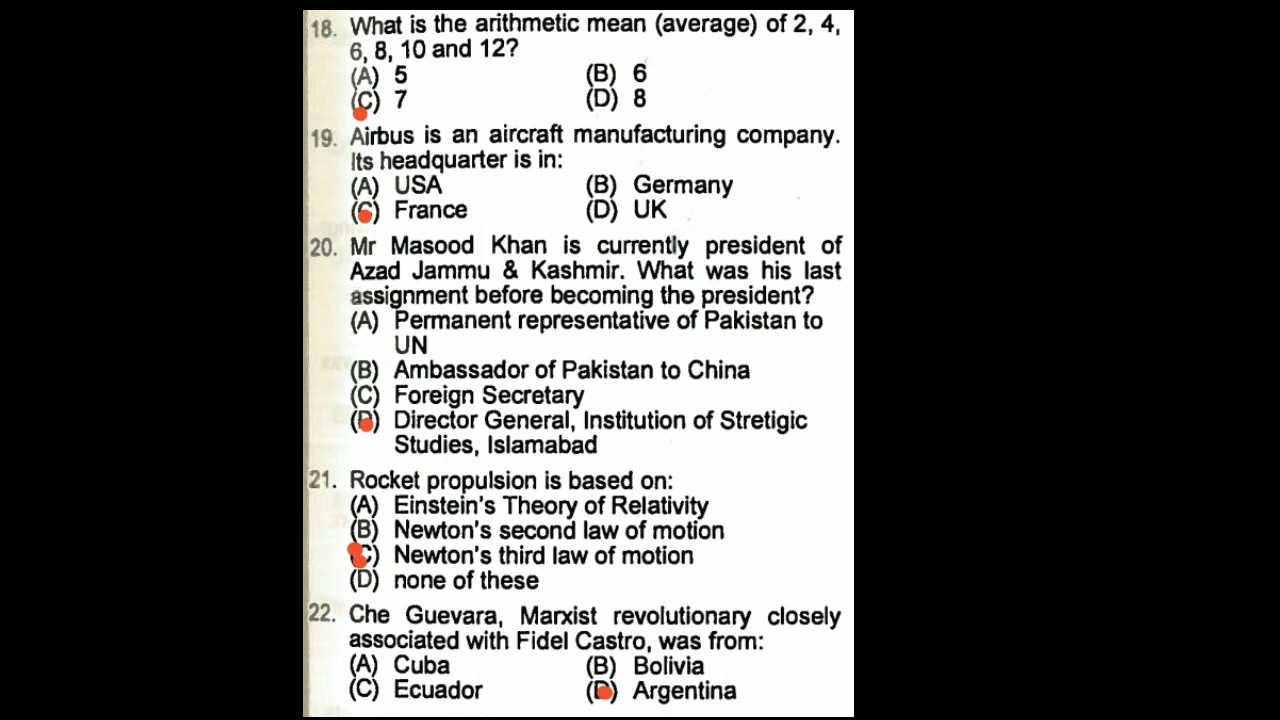 18. What is the arithmetic mean (average) of 2, 4,
6, 8, 10 and 12?
(A) 5 (B) 6
(C) 7 (D) 8
19. Airbus is an aircraft manufacturing company.
Its headquarter is in:
(A) USA (B) Germany
(C) France (D) UK
20. Mr Masood Khan is currently president of
Azad Jammu & Kashmir. What was his last
assignment before becoming the president?
(A) Permanent representative of Pakistan to
UN
(B) Ambassador of Pakistan to China
(C) Foreign Secretary
(D) Director General, Institution of Stretigic
Studies, Islamabad
21. Rocket propulsion is based on:
(A) Einstein's Theory of Relativity
(B) Newton's second law of motion
(C) Newton's third law of motion
(D) none of these
22. Che Guevara, Marxist revolutionary closely
associated with Fidel Castro, was from:
(A) Cuba (B) Bolivia
(C) Ecuador (D) Argentina